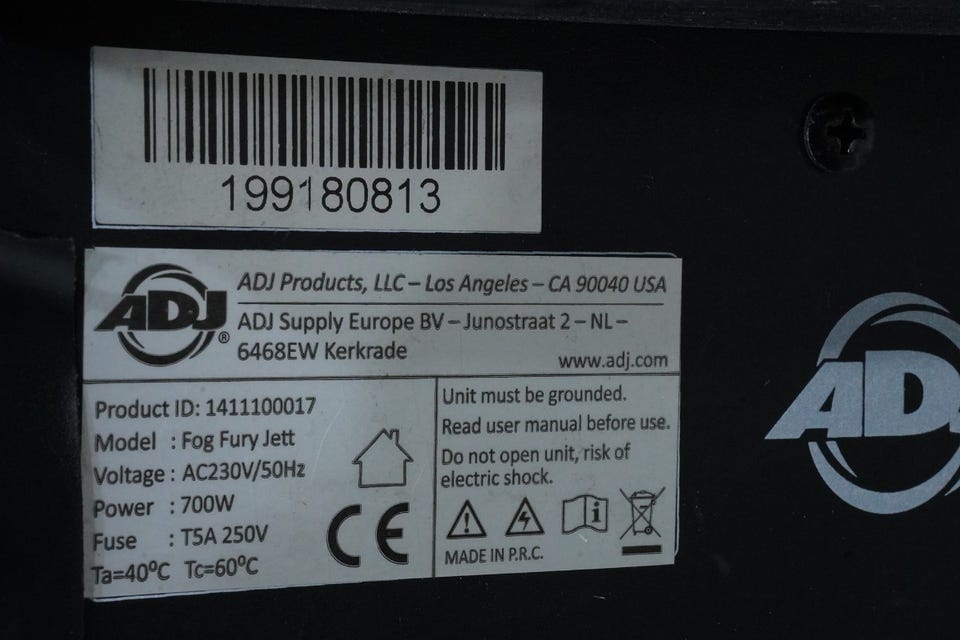 199180813
ADJ®
ADJ Products, LLC – Los Angeles – CA 90040 USA
ADJ Supply Europe BV – Junostraat 2 – NL –
6468EW Kerkrade
www.adj.com
Product ID: 1411100017
Model : Fog Fury Jett
Voltage : AC230V/50Hz
Power : 700W
Fuse : T5A 250V
Ta=40°C Tc=60°C
CE
Unit must be grounded.
Read user manual before use.
Do not open unit, risk of
electric shock.
i
MADE IN P.R.C.
ADJ